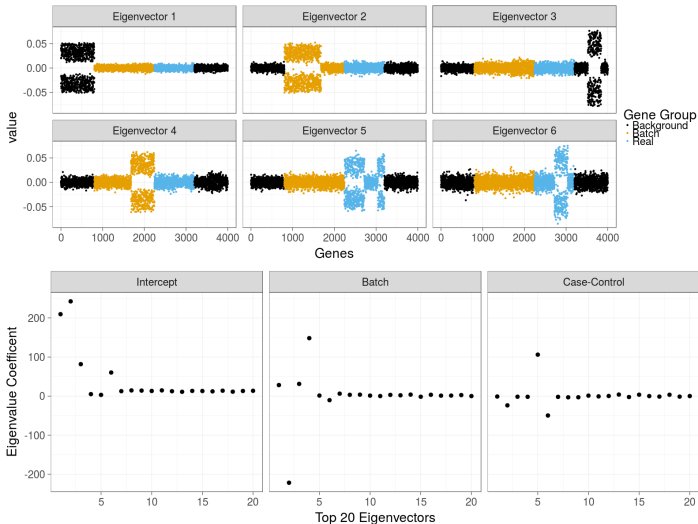 Eigenvector 1 Eigenvector 2 Eigenvector 3
0.05
0.00
-0.05
value
Gene Group
Background
Batch
Real
Eigenvector 4 Eigenvector 5 Eigenvector 6
0.05
0.00
-0.05
0 1000 2000 3000 4000 0 1000 2000 3000 4000 0 1000 2000 3000 4000
Genes
Intercept Batch Case-Control
200
100
0
-100
-200
Eigenvalue Coefficent
5 10 15 20 5 10 15 20 5 10 15 20
Top 20 Eigenvectors